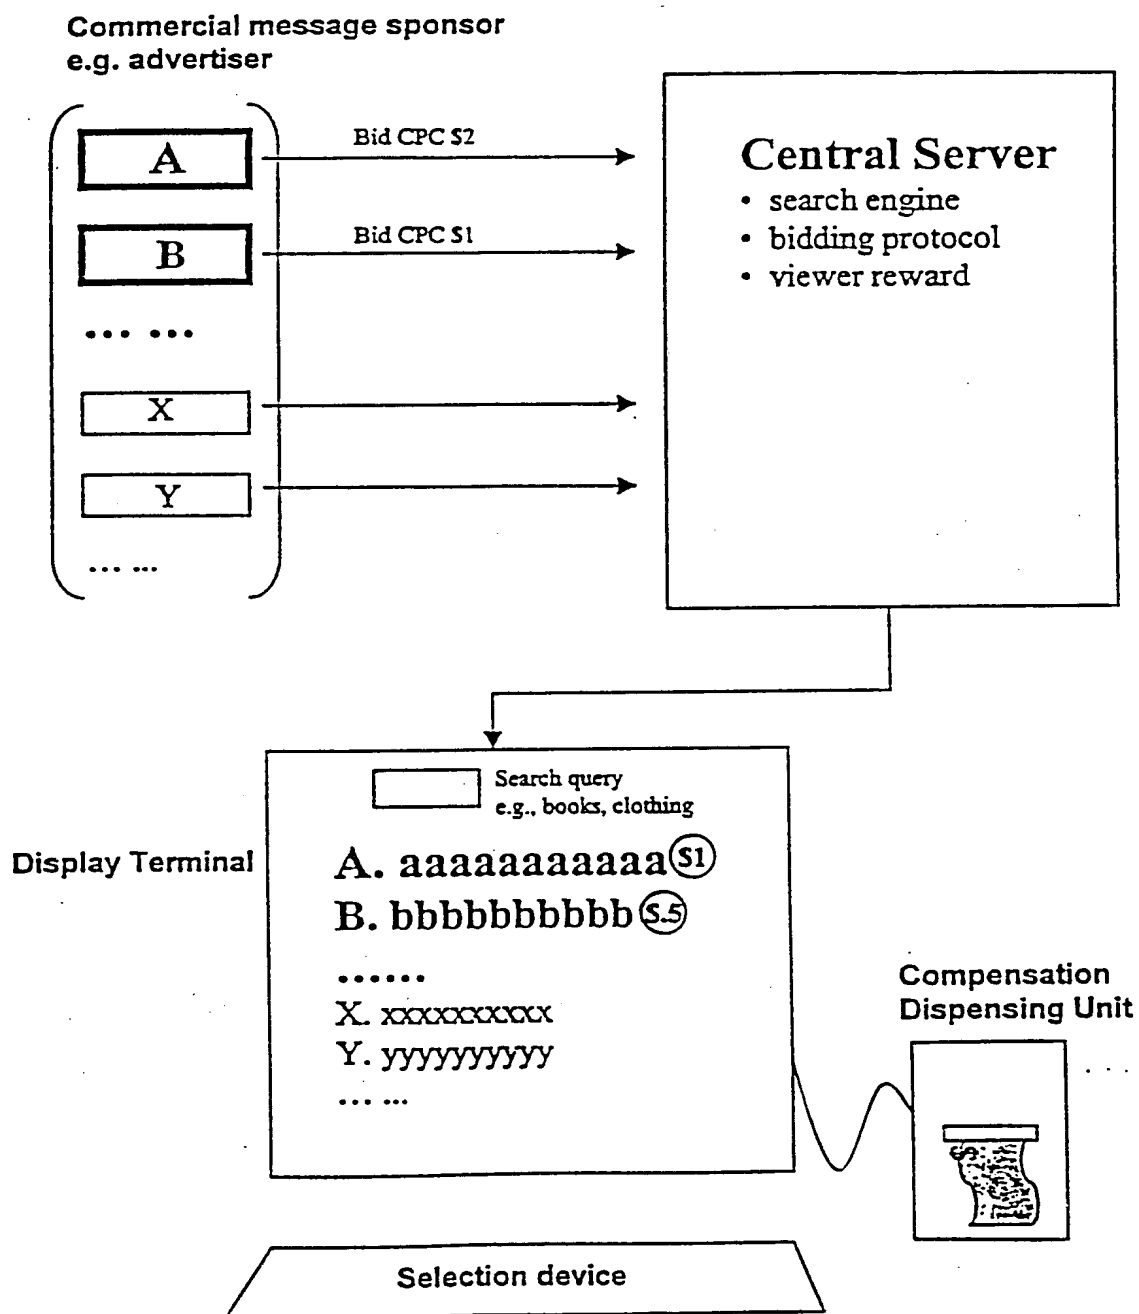 Commercial message sponsor
e.g. advertiser
A
Bid CPC $2
B
Bid CPC $1
... ...
X
Y
... ...
Central Server
• search engine
• bidding protocol
• viewer reward
Search query
e.g., books, clothing
Display Terminal
A. aaaaaaaaaaa $1
B. bbbbbbbbbb $.5
......
X. xxxxxxxxxx
Y. yyyyyyyyyy
... ...
Compensation
Dispensing Unit
. . .
$
Selection device